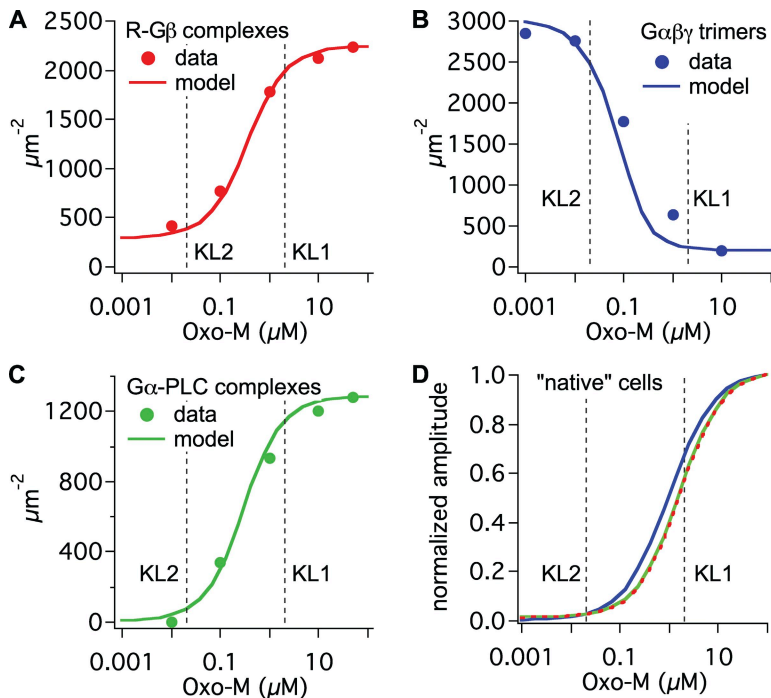 A
R-Gβ complexes
data
model
2500
2000
1500
1000
500
0
µm-2
KL2
KL1
0.001
0.1
10
Oxo-M (µM)
B
Gαβγ trimers
data
model
3000
2500
2000
1500
1000
500
0
µm-2
KL2
KL1
0.001
0.1
10
Oxo-M (µM)
C
Gα-PLC complexes
data
model
1200
800
400
0
µm-2
KL2
KL1
0.001
0.1
10
Oxo-M (µM)
D
"native" cells
1.0
0.8
0.6
0.4
0.2
0.0
normalized amplitude
KL2
KL1
0.001
0.1
10
Oxo-M (µM)